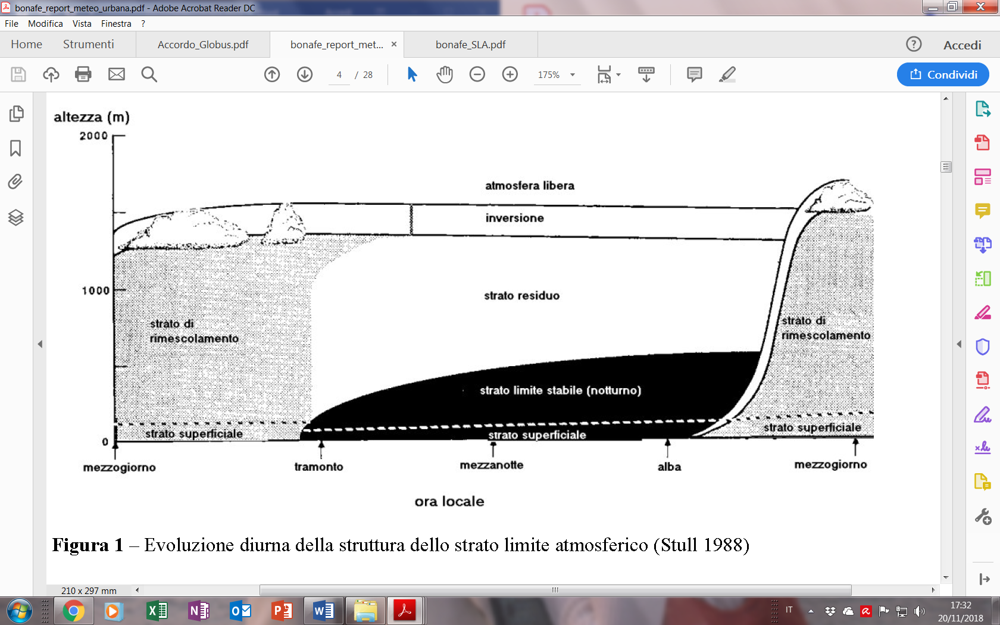 bonafe_report_meteo_urbana.pdf - Adobe Acrobat Reader DC
File Modifica Vista Finestra ?
Home Strumenti Accordo_Globus.pdf bonafe_report_met... × bonafe_SLA.pdf ? Accedi
4 / 28 175% Condividi
altezza (m)
2000
atmosfera libera
inversione
1000
strato residuo
strato di
rimescolamento
strato di
rimescolamento
strato limite stabile (notturno)
strato superficiale
strato superficiale
strato superficiale
0
mezzogiorno tramonto mezzanotte alba mezzogiorno
ora locale
Figura 1 – Evoluzione diurna della struttura dello strato limite atmosferico (Stull 1988)
210 x 297 mm
IT
17:32
20/11/2018